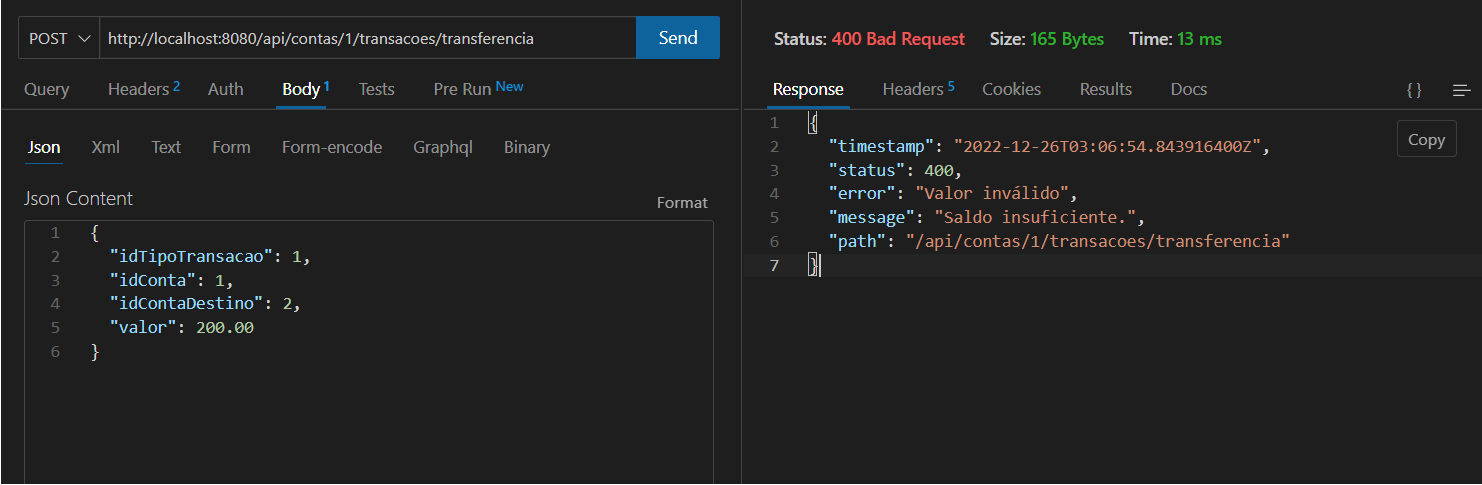 POST http://localhost:8080/api/contas/1/transacoes/transferencia Send
Query Headers 2 Auth Body 1 Tests Pre Run New
Json Xml Text Form Form-encode Graphql Binary
Json Content Format
1 {
2 "idTipoTransacao": 1,
3 "idConta": 1,
4 "idContaDestino": 2,
5 "valor": 200.00
6 }
Status: 400 Bad Request Size: 165 Bytes Time: 13 ms
Response Headers 5 Cookies Results Docs {}
Copy
1 {
2 "timestamp": "2022-12-26T03:06:54.843916400Z",
3 "status": 400,
4 "error": "Valor inválido",
5 "message": "Saldo insuficiente.",
6 "path": "/api/contas/1/transacoes/transferencia"
7 }